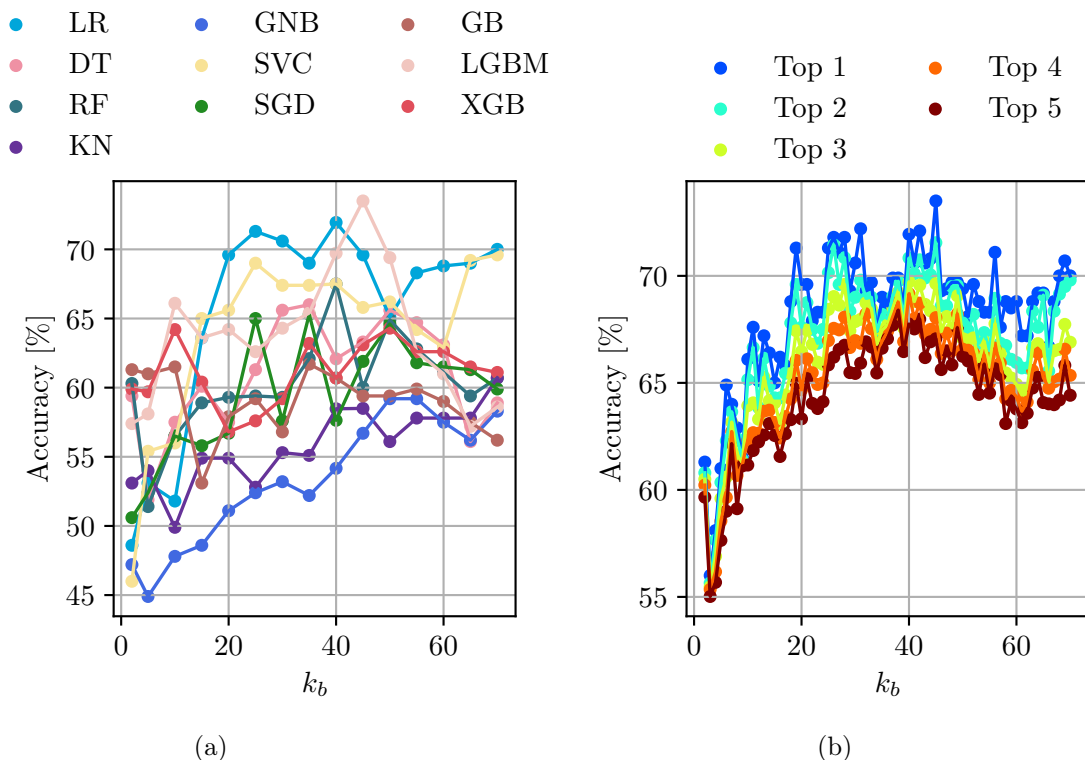 LR GNB GB
DT SVC LGBM
RF SGD XGB
KN
Top 1 Top 4
Top 2 Top 5
Top 3
Accuracy [%]
70
65
60
55
50
45
0 20 40 60
k_b
(a)
Accuracy [%]
70
65
60
55
0 20 40 60
k_b
(b)